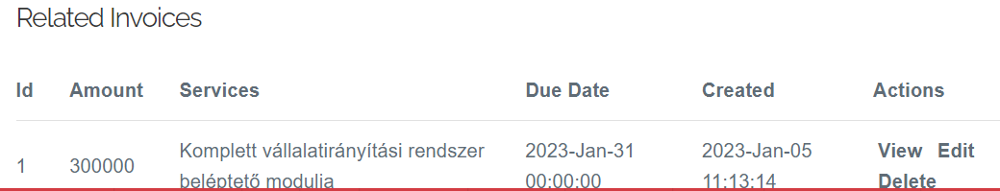 Related Invoices
Id Amount Services Due Date Created Actions
1 300000 Komplett vállalatirányítási rendszer 2023-Jan-31 2023-Jan-05 View Edit
beléptető modulja 00:00:00 11:13:14 Delete